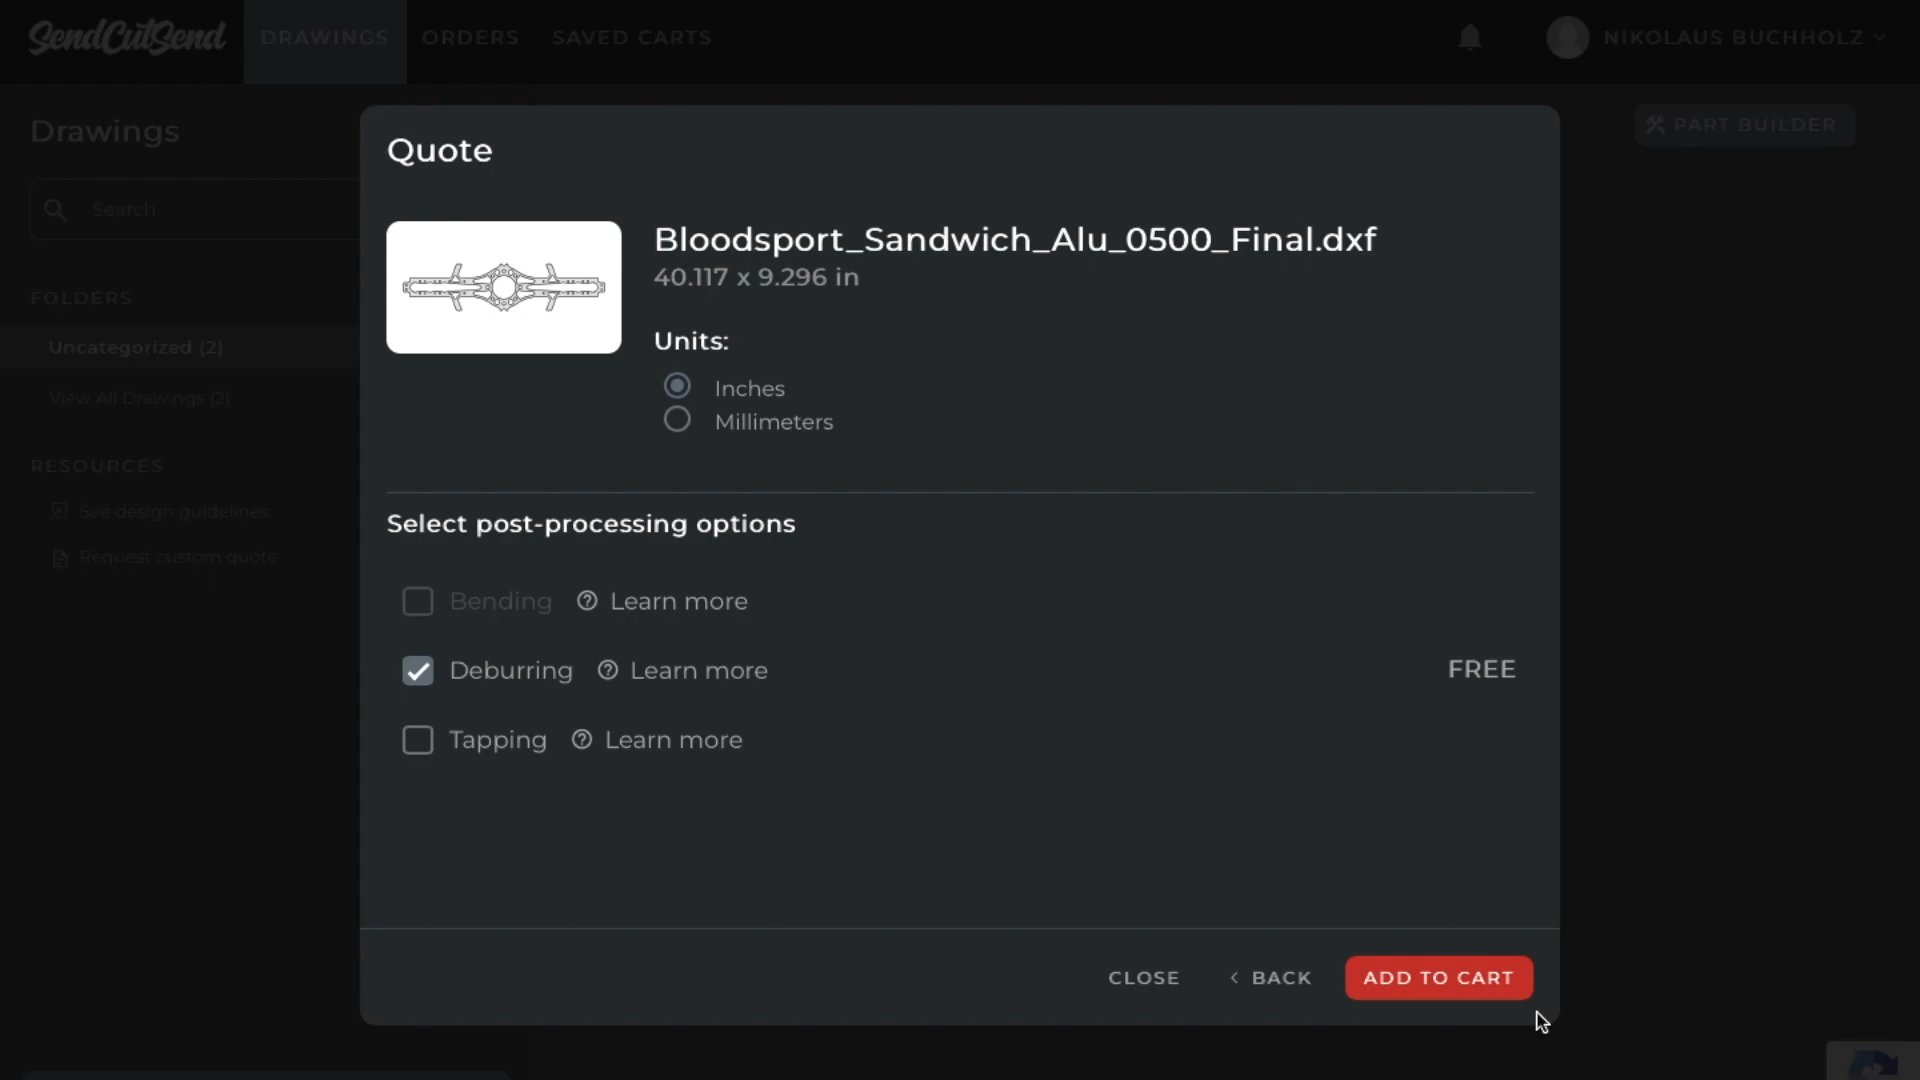 SendCutSend
DRAWINGS
ORDERS
SAVED CARTS
NIKOLAUS BUCHHOLZ
Drawings
PART BUILDER
Search
FOLDERS
Uncategorized (2)
View All Drawings (2)
RESOURCES
See design guidelines
Request custom quote
Quote
Bloodsport_Sandwich_Alu_0500_Final.dxf
40.117 x 9.296 in
Units:
Inches
Millimeters
Select post-processing options
Bending ? Learn more
Deburring ? Learn more FREE
Tapping ? Learn more
CLOSE
< BACK
ADD TO CART